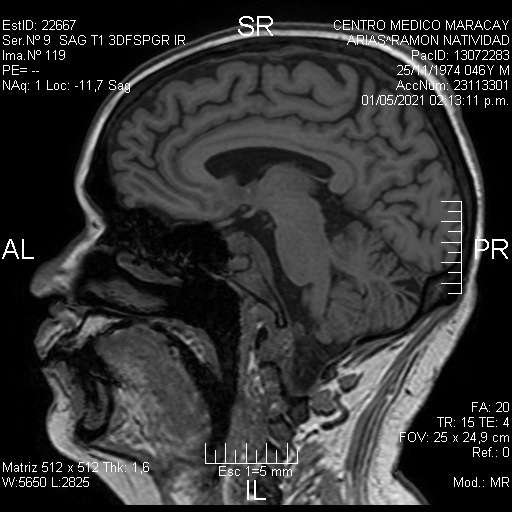 EstID: 22667
Ser.Nº 9 SAG T1 3DFSPGR IR
Ima.Nº 119
PE= --
NAq: 1 Loc: -11,7 Sag
SR
CENTRO MEDICO MARACAY
ARIAS^RAMON NATIVIDAD
PacID: 13072283
25/11/1974 046Y M
AccNum: 23113301
01/05/2021 02:13:11 p.m.
AL
PR
FA: 20
TR: 15 TE: 4
FOV: 25 x 24,9 cm
Ref.: 0
Matriz 512 x 512 Thk: 1,6
W:5650 L:2825
Esc 1=5 mm
IL
Mod.: MR